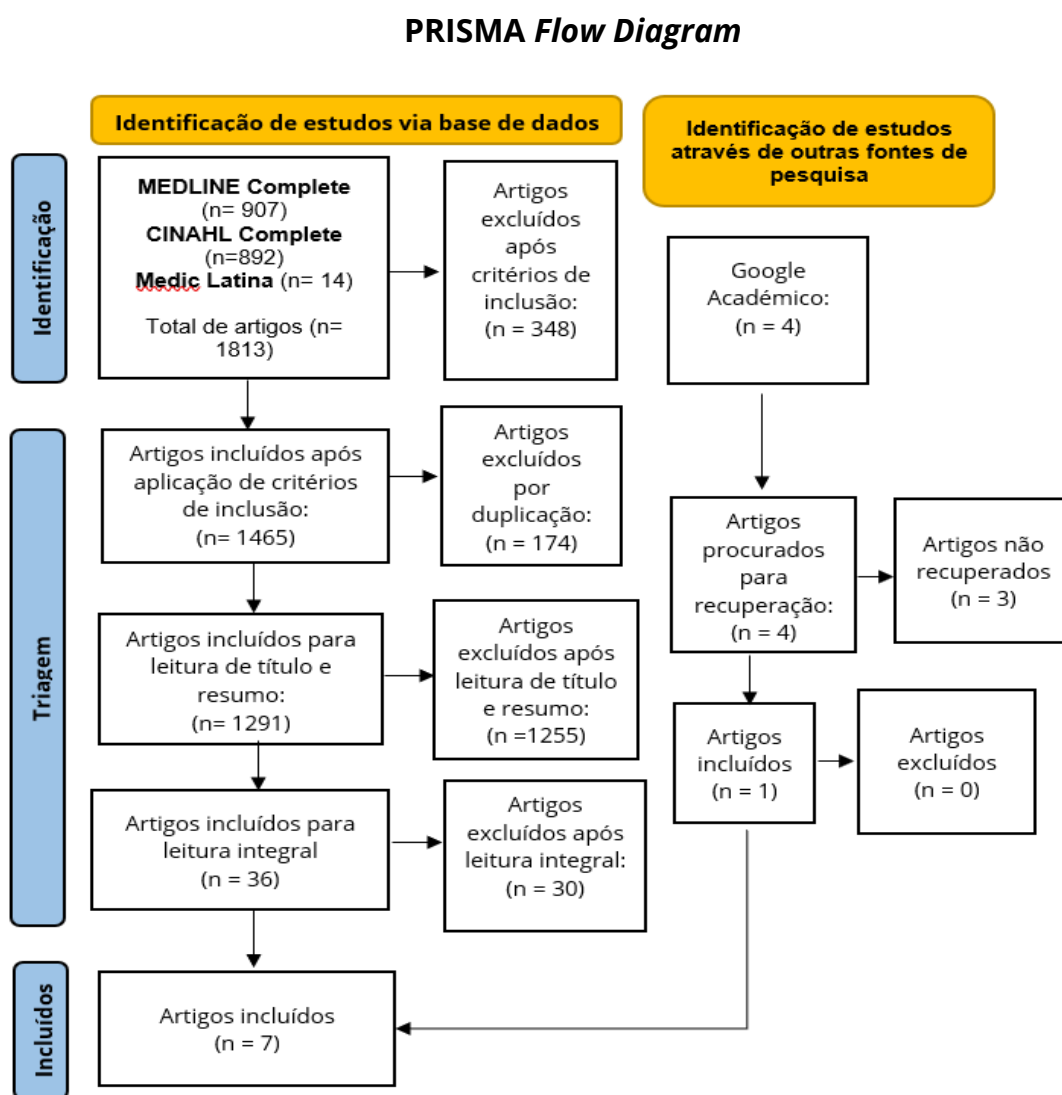 PRISMA Flow Diagram
Identificação de estudos via base de dados
Identificação de estudos
através de outras fontes de
pesquisa
Identificação
MEDLINE Complete
(n= 907)
CINAHL Complete
(n=892)
Medic Latina (n= 14)
Total de artigos (n=
1813)
Artigos
excluídos
após
critérios de
inclusão:
(n = 348)
Google
Académico:
(n = 4)
Triagem
Artigos incluídos após
aplicação de critérios
de inclusão:
(n= 1465)
Artigos
excluídos
por
duplicação:
(n = 174)
Artigos
procurados
para
recuperação:
(n = 4)
Artigos não
recuperados
(n = 3)
Artigos incluídos para
leitura de título e
resumo:
(n= 1291)
Artigos
excluídos após
leitura de título
e resumo:
(n =1255)
Artigos
incluídos
(n = 1)
Artigos
excluídos
(n = 0)
Artigos incluídos para
leitura integral
(n = 36)
Artigos
excluídos após
leitura integral:
(n = 30)
Incluídos
Artigos incluídos
(n = 7)